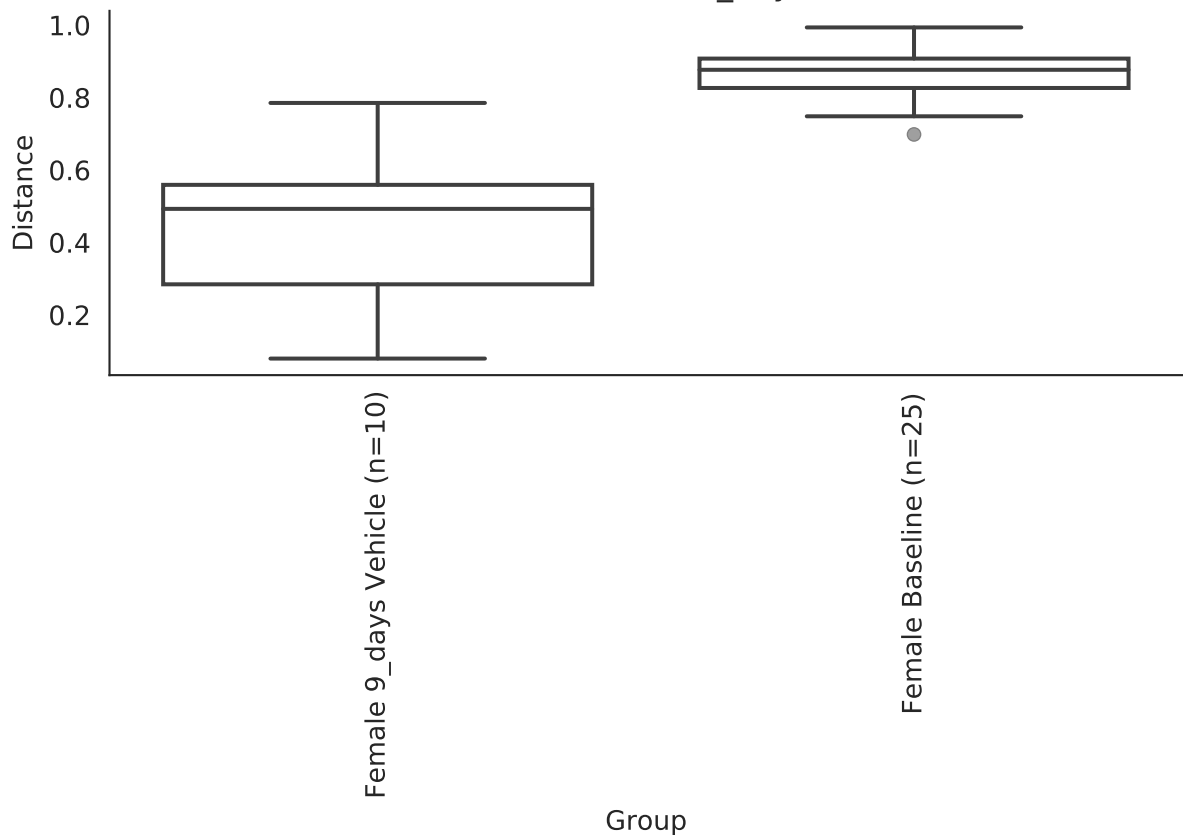 1.0
0.8
0.6
0.4
0.2
Distance
Female 9_days Vehicle (n=10)
Female Baseline (n=25)
Group